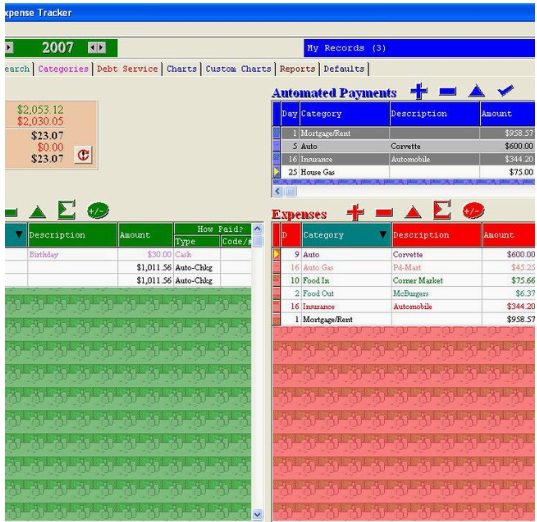 xpense Tracker
2007
My Records (3)
earch Categories Debt Service Charts Custom Charts Reports Defaults
$2,053.12
$2,030.05
$23.07
$0.00
$23.07
Automated Payments
Day Category Description Amount
1 Mortgage/Rent $958.57
5 Auto Corvette $600.00
16 Insurance Automobile $344.20
25 House Gas $75.00
Description Amount How Paid?
Type Code/#
Birthday $30.00 Cash
$1,011.56 Auto-Chkg
$1,011.56 Auto-Chkg
Expenses
D Category Description Amount
9 Auto Corvette $600.00
16 Auto Gas Pd-Mart $45.25
10 Food In Corner Market $75.66
2 Food Out McBurgers $6.37
16 Insurance Automobile $344.20
1 Mortgage/Rent $958.57